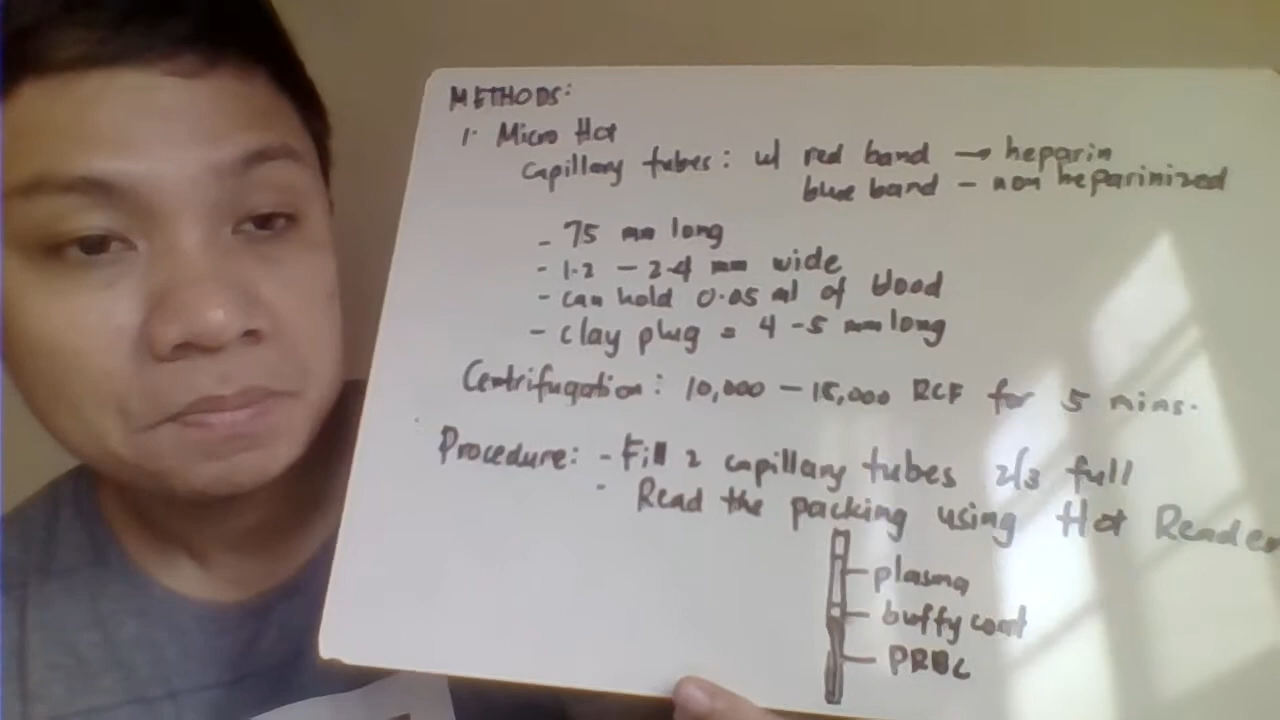 METHODS:
1. Micro Hct
Capillary tubes: w/ red band → heparin
blue band - non heparinized
- 75 mm long
- 1.2 - 2.4 mm wide
- can hold 0.05 ml of blood
- clay plug = 4-5 mm long
Centrifugation: 10,000 - 15,000 RCF for 5 mins.
Procedure: - Fill 2 capillary tubes 2/3 full
- Read the packing using Hct Reader
plasma
buffy coat
PRBC